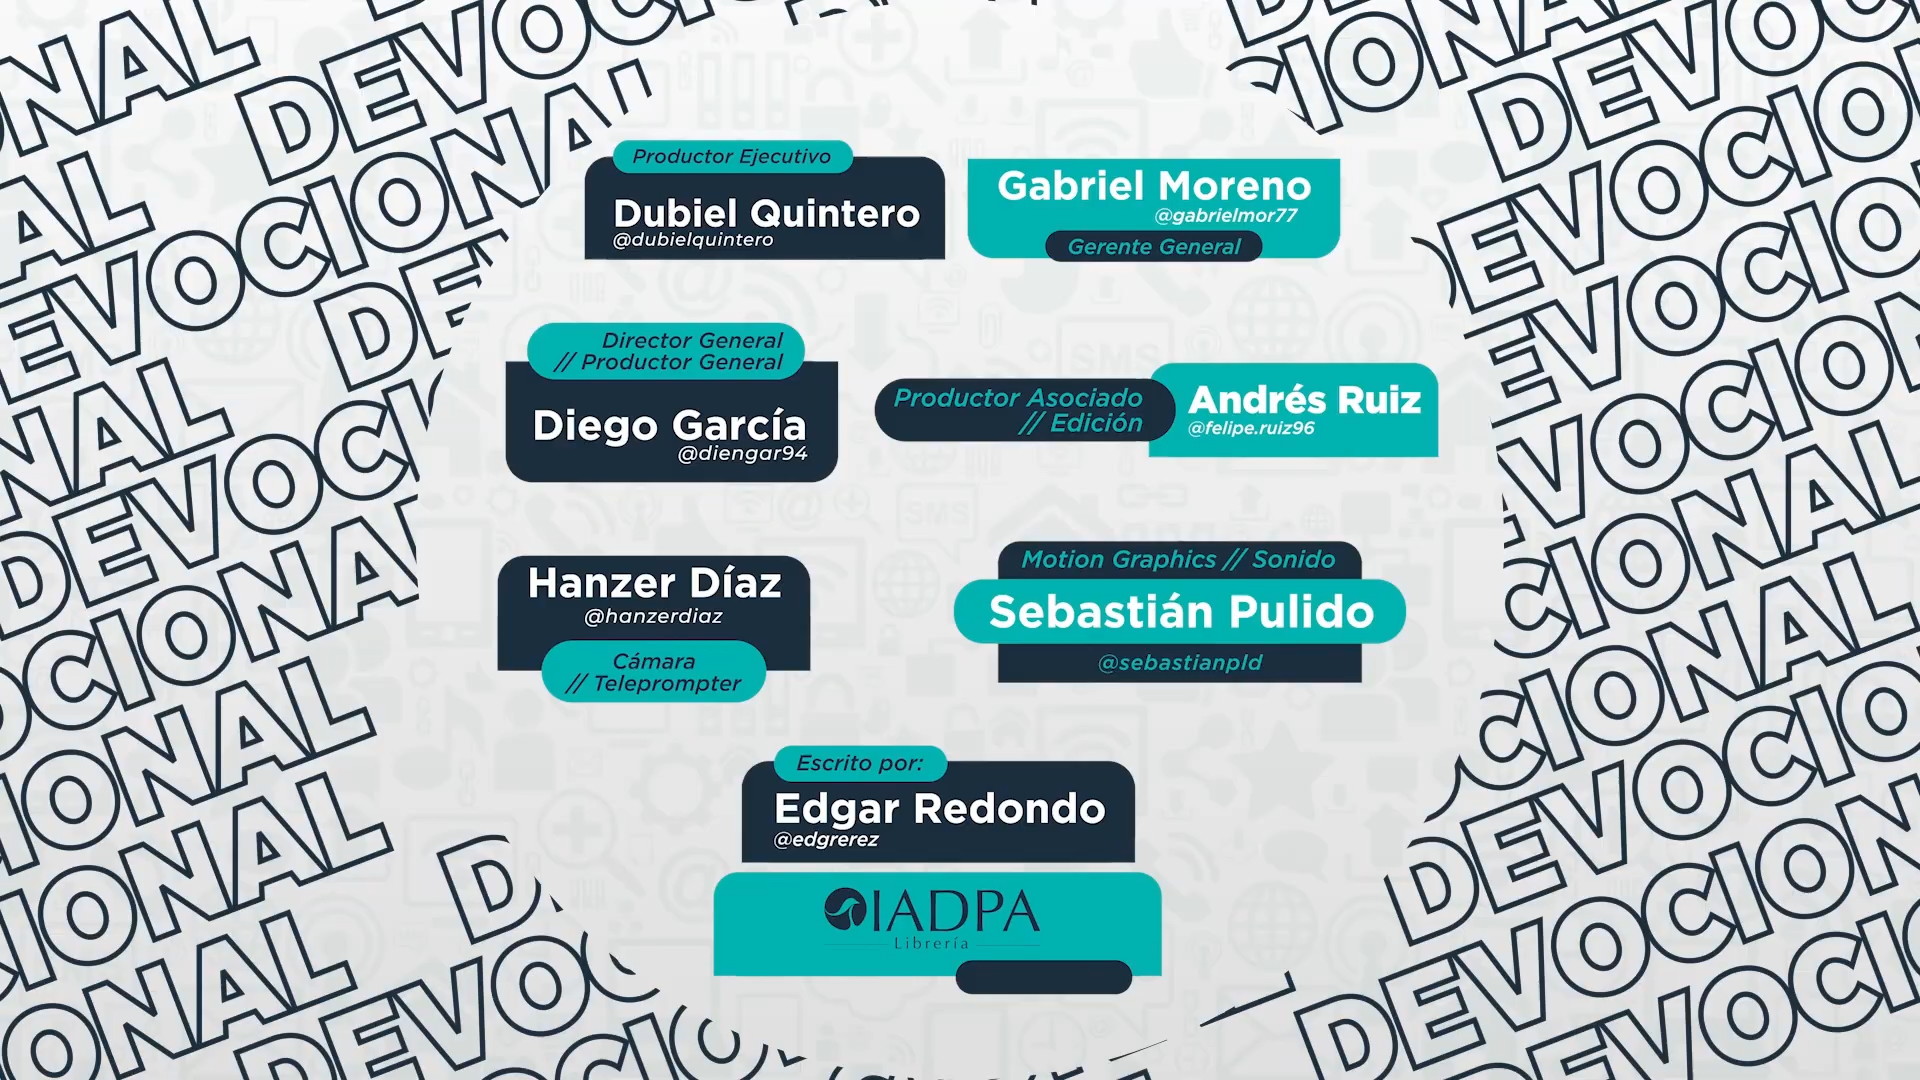 Productor Ejecutivo
Dubiel Quintero
@dubielquintero
Gabriel Moreno
@gabrielmor77
Gerente General
Director General
// Productor General
Diego García
@diengar94
Productor Asociado
// Edición
Andrés Ruiz
@felipe.ruiz96
Hanzer Díaz
@hanzerdiaz
Cámara
// Teleprompter
Motion Graphics // Sonido
Sebastián Pulido
@sebastianpld
Escrito por:
Edgar Redondo
@edgrerez
IADPA
Librería
SMS
SMS
DEVOCIONAL
DEVOCIONAL
DEVOCIONAL
DEVOCIONAL